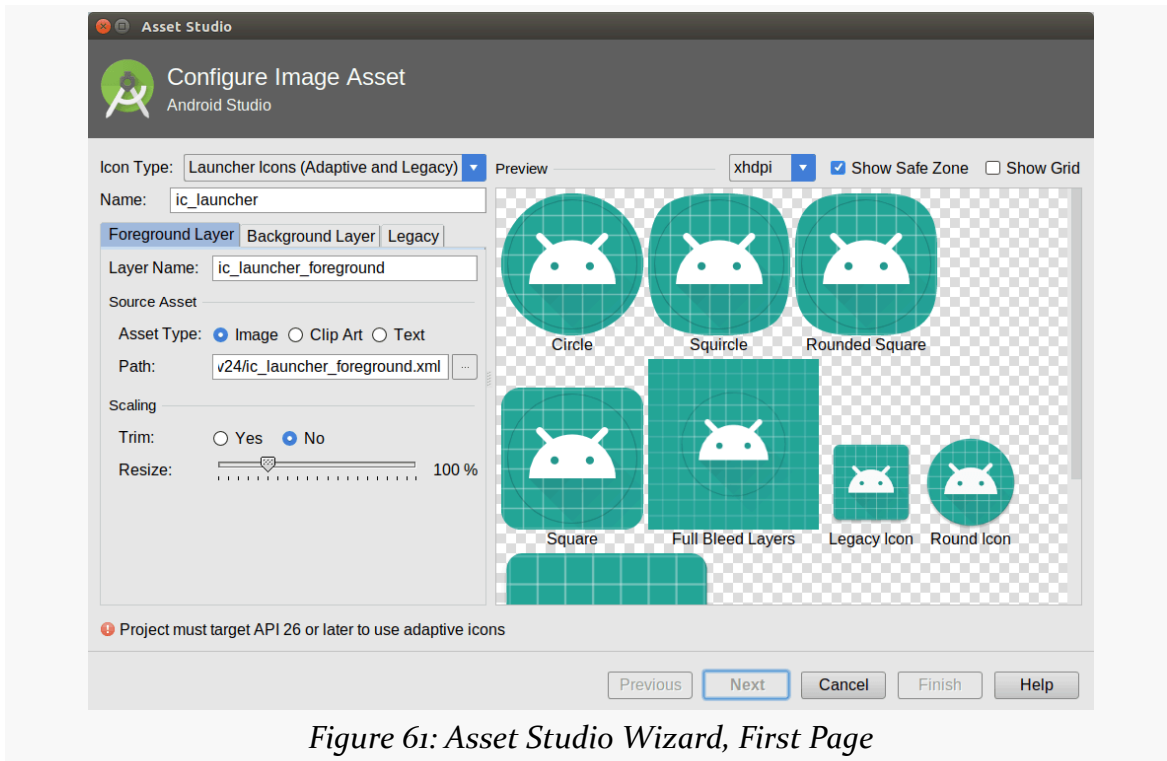 Asset Studio
Configure Image Asset
Android Studio
Icon Type: Launcher Icons (Adaptive and Legacy)
Name: ic_launcher
Foreground Layer Background Layer Legacy
Layer Name: ic_launcher_foreground
Source Asset
Asset Type: Image Clip Art Text
Path: v24/ic_launcher_foreground.xml ...
Scaling
Trim: Yes No
Resize: 100 %
Preview xhdpi Show Safe Zone Show Grid
Circle Squircle Rounded Square
Square Full Bleed Layers Legacy Icon Round Icon
Project must target API 26 or later to use adaptive icons
Previous Next Cancel Finish Help
Figure 61: Asset Studio Wizard, First Page